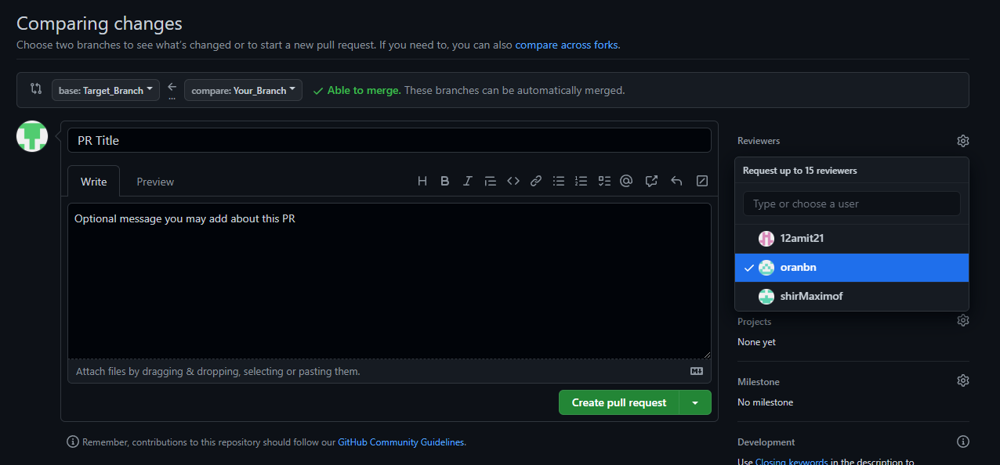 Comparing changes
Choose two branches to see what's changed or to start a new pull request. If you need to, you can also compare across forks.
base: Target_Branch
...
compare: Your_Branch
Able to merge. These branches can be automatically merged.
PR Title
Write
Preview
Optional message you may add about this PR
Attach files by dragging & dropping, selecting or pasting them.
Create pull request
Remember, contributions to this repository should follow our GitHub Community Guidelines.
Reviewers
Request up to 15 reviewers
Type or choose a user
12amit21
oranbn
shirMaximof
Projects
None yet
Milestone
No milestone
Development
Use Closing keywords in the description to